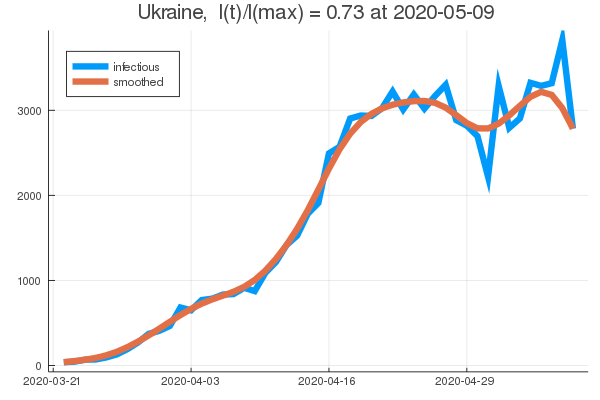 Ukraine, I(t)/I(max) = 0.73 at 2020-05-09
infectious
smoothed
3000
2000
1000
0
2020-03-21 2020-04-03 2020-04-16 2020-04-29